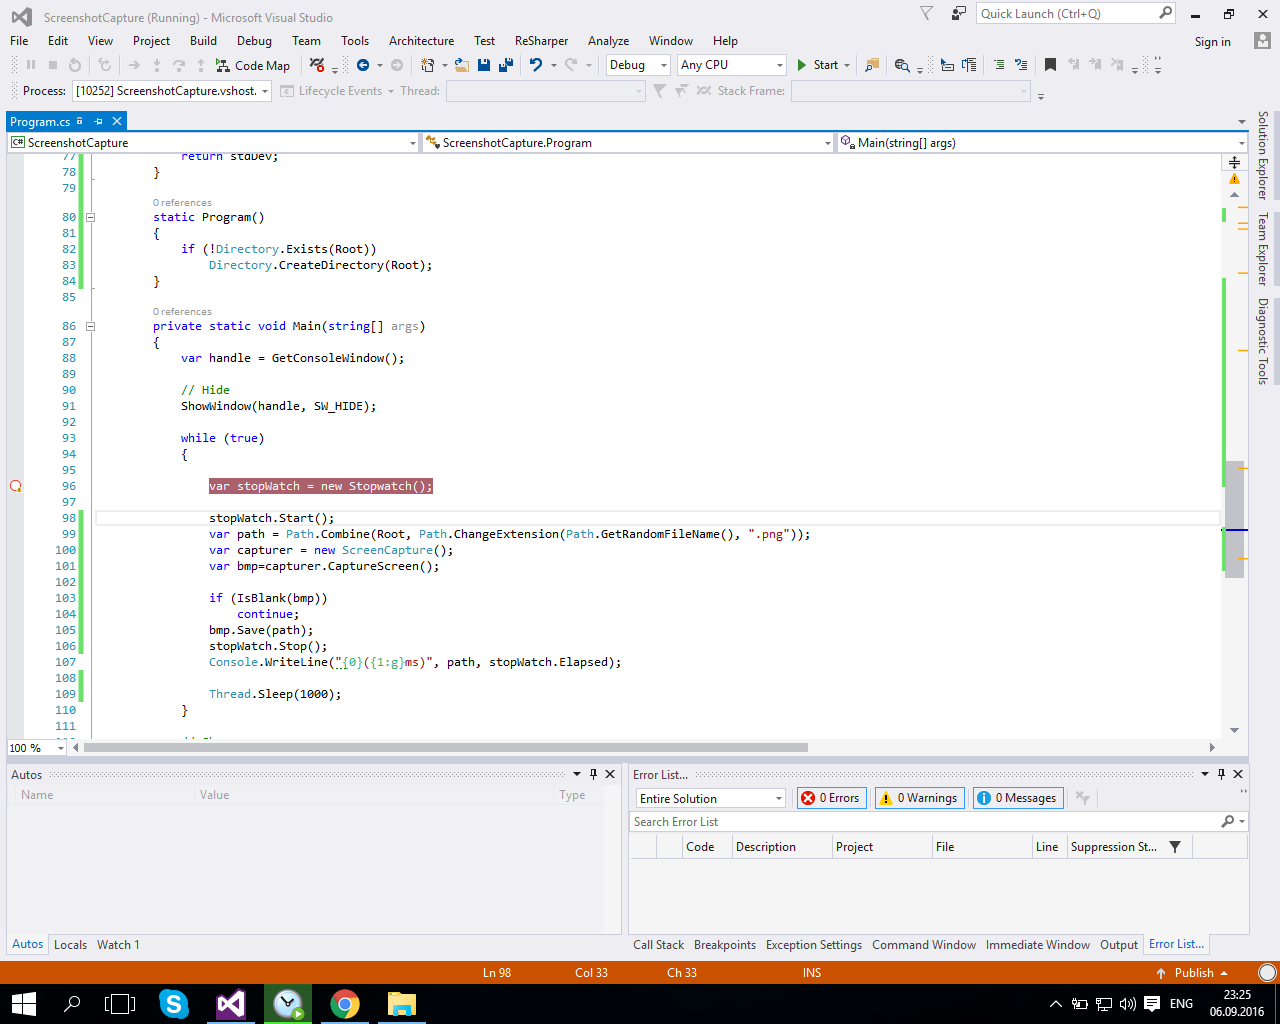 ScreenshotCapture (Running) - Microsoft Visual Studio
Quick Launch (Ctrl+Q)
File Edit View Project Build Debug Team Tools Architecture Test ReSharper Analyze Window Help
Sign in
Code Map Debug Any CPU Start
Process: [10252] ScreenshotCapture.vshost. Lifecycle Events Thread: Stack Frame:
Program.cs
C# ScreenshotCapture ScreenshotCapture.Program Main(string[] args)
77 return stdDev;
78 }
79
0 references
80 static Program()
81 {
82 if (!Directory.Exists(Root))
83 Directory.CreateDirectory(Root);
84 }
85
0 references
86 private static void Main(string[] args)
87 {
88 var handle = GetConsoleWindow();
89
90 // Hide
91 ShowWindow(handle, SW_HIDE);
92
93 while (true)
94 {
95
96 var stopWatch = new Stopwatch();
97
98 stopWatch.Start();
99 var path = Path.Combine(Root, Path.ChangeExtension(Path.GetRandomFileName(), ".png"));
100 var capturer = new ScreenCapture();
101 var bmp=capturer.CaptureScreen();
102
103 if (IsBlank(bmp))
104 continue;
105 bmp.Save(path);
106 stopWatch.Stop();
107 Console.WriteLine("{0}({1:g}ms)", path, stopWatch.Elapsed);
108
109 Thread.Sleep(1000);
110 }
111
100 %
Solution Explorer
Team Explorer
Diagnostic Tools
Autos
Name Value Type
Autos Locals Watch 1
Error List...
Entire Solution 0 Errors 0 Warnings 0 Messages
Search Error List
Code Description Project File Line Suppression St...
Call Stack Breakpoints Exception Settings Command Window Immediate Window Output Error List...
Ln 98 Col 33 Ch 33 INS Publish
ENG 23:25
06.09.2016